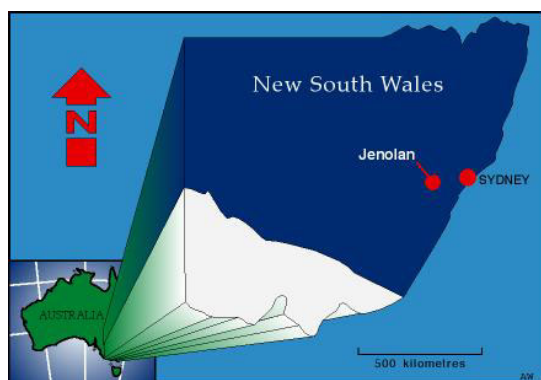 New South Wales
N
Jenolan
SYDNEY
AUSTRALIA
500 kilometres
AW